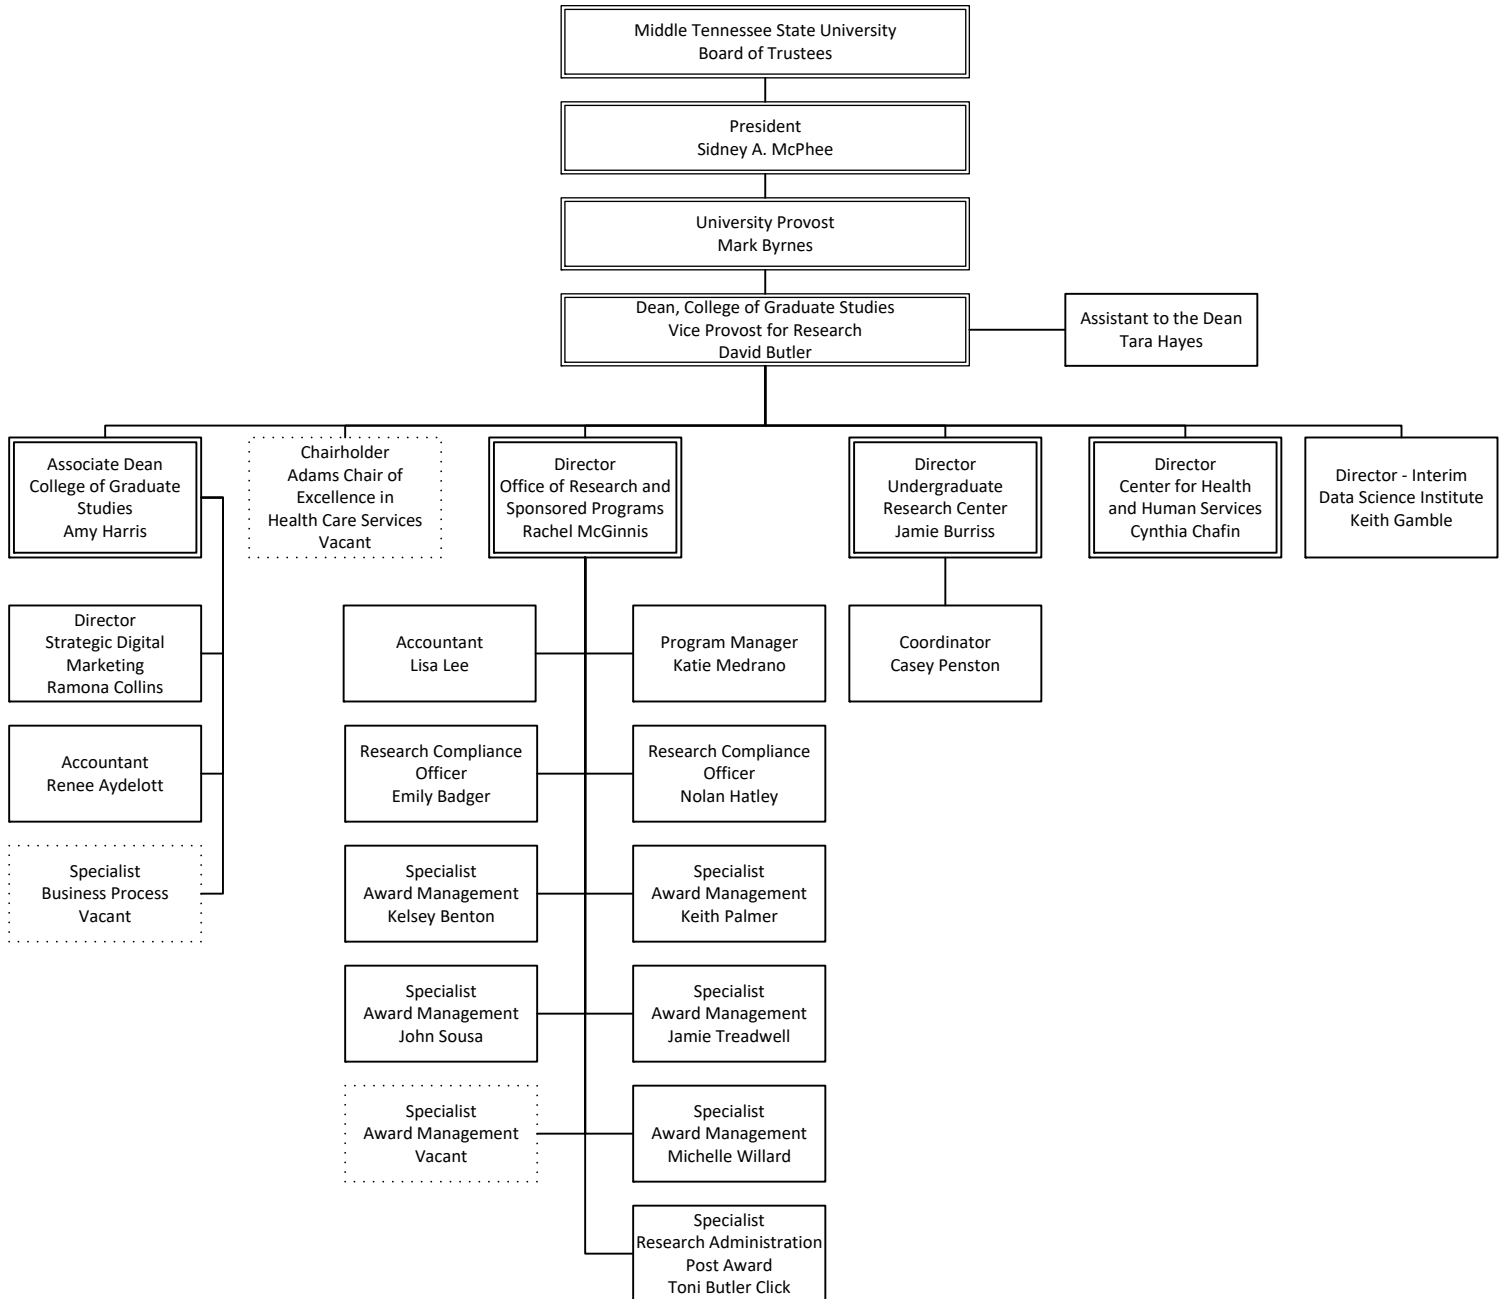 Middle Tennessee State University
Board of Trustees
President
Sidney A. McPhee
University Provost
Mark Byrnes
Dean, College of Graduate Studies
Vice Provost for Research
David Butler
Assistant to the Dean
Tara Hayes
Associate Dean
College of Graduate
Studies
Amy Harris
Chairholder
Adams Chair of
Excellence in
Health Care Services
Vacant
Director
Office of Research and
Sponsored Programs
Rachel McGinnis
Director
Undergraduate
Research Center
Jamie Burriss
Director
Center for Health
and Human Services
Cynthia Chafin
Director - Interim
Data Science Institute
Keith Gamble
Director
Strategic Digital
Marketing
Ramona Collins
Accountant
Lisa Lee
Program Manager
Katie Medrano
Coordinator
Casey Penston
Accountant
Renee Aydelott
Research Compliance
Officer
Emily Badger
Research Compliance
Officer
Nolan Hatley
Specialist
Business Process
Vacant
Specialist
Award Management
Kelsey Benton
Specialist
Award Management
Keith Palmer
Specialist
Award Management
John Sousa
Specialist
Award Management
Jamie Treadwell
Specialist
Award Management
Vacant
Specialist
Award Management
Michelle Willard
Specialist
Research Administration
Post Award
Toni Butler Click